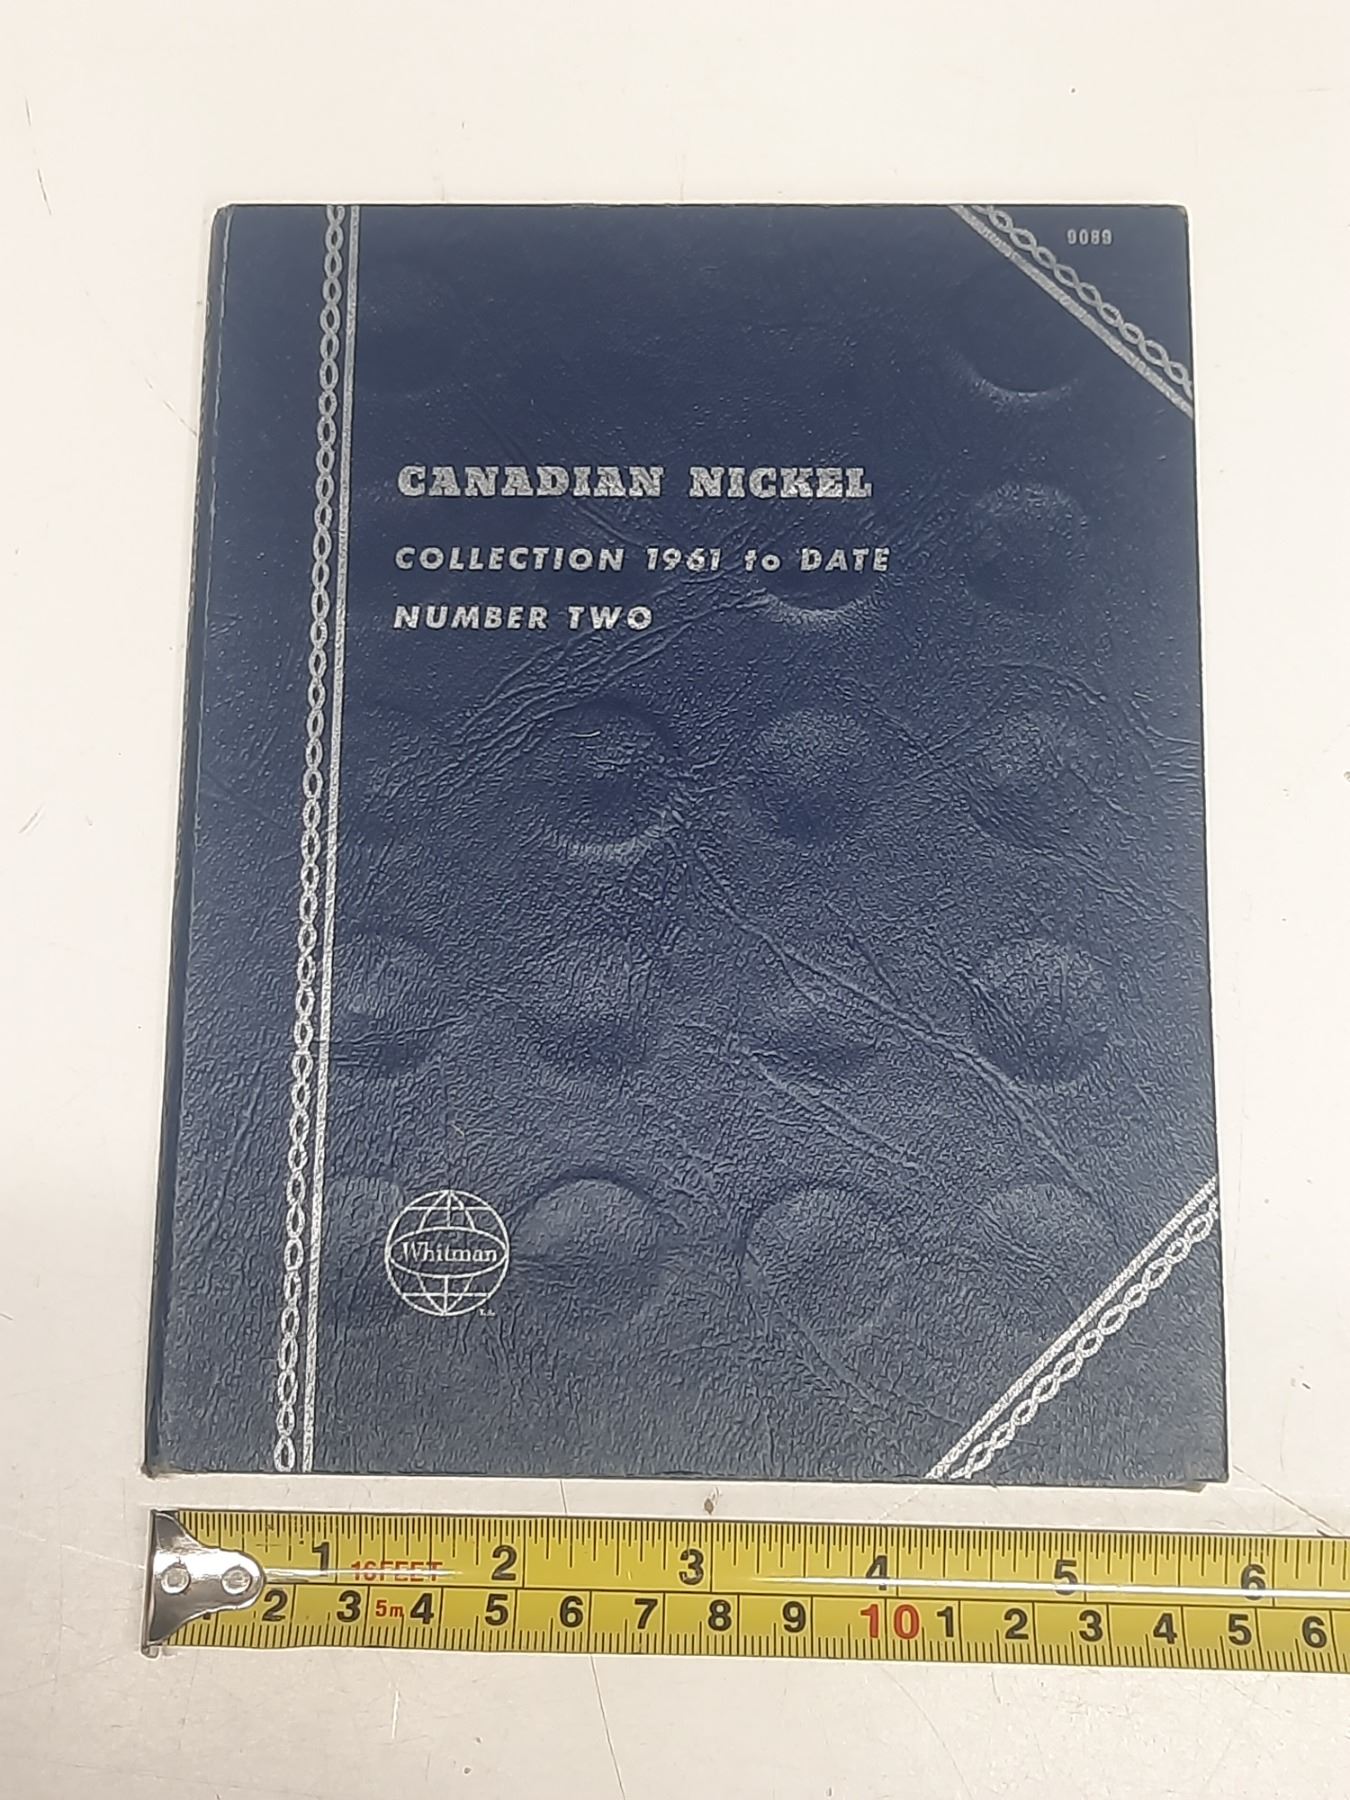 9089
CANADIAN NICKEL
COLLECTION 1961 to DATE
NUMBER TWO
Whitman
1 16FEET 2 3 4 5 6
2 3 5m 4 5 6 7 8 9 10 1 2 3 4 5 6